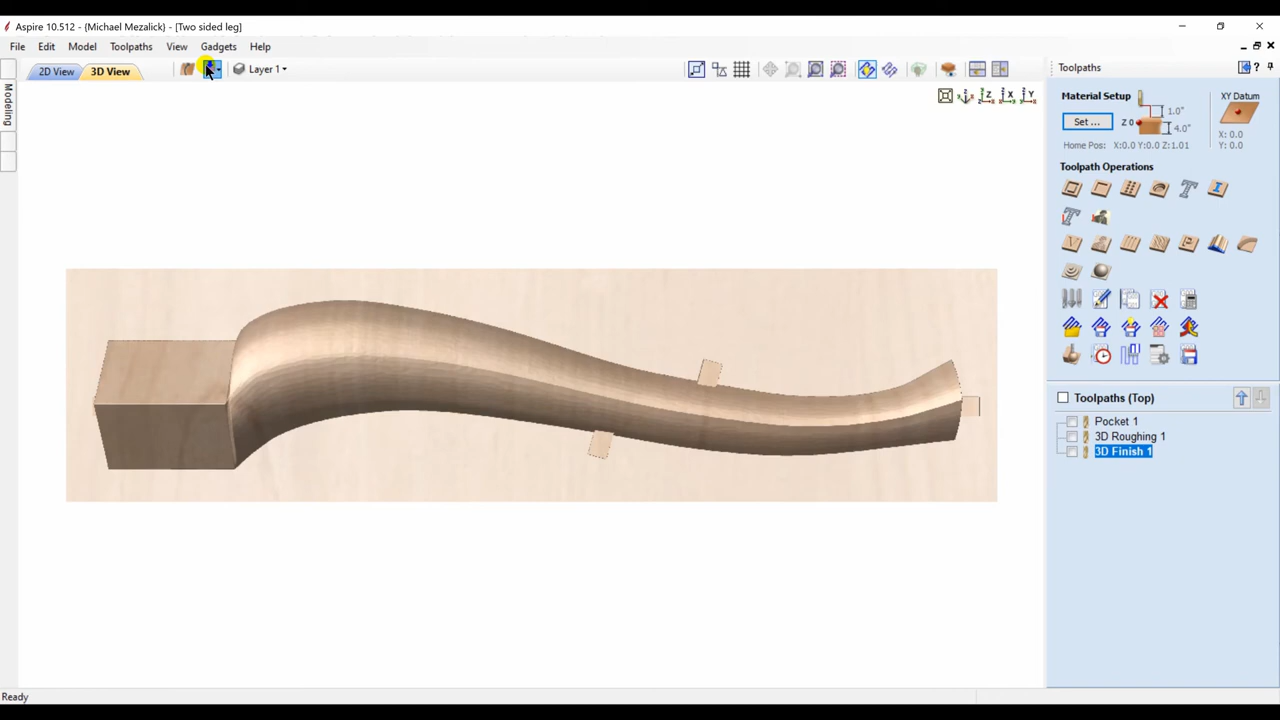 Aspire 10.512 - {Michael Mezalick} - [Two sided leg]
File Edit Model Toolpaths View Gadgets Help
2D View 3D View Layer 1
Toolpaths
Modeling
Z X Y
Material Setup
XY Datum
1.0"
Set ...
Z 0
4.0"
X: 0.0
Y: 0.0
Home Pos: X:0.0 Y:0.0 Z:1.01
Toolpath Operations
Toolpaths (Top)
Pocket 1
3D Roughing 1
3D Finish 1
Ready